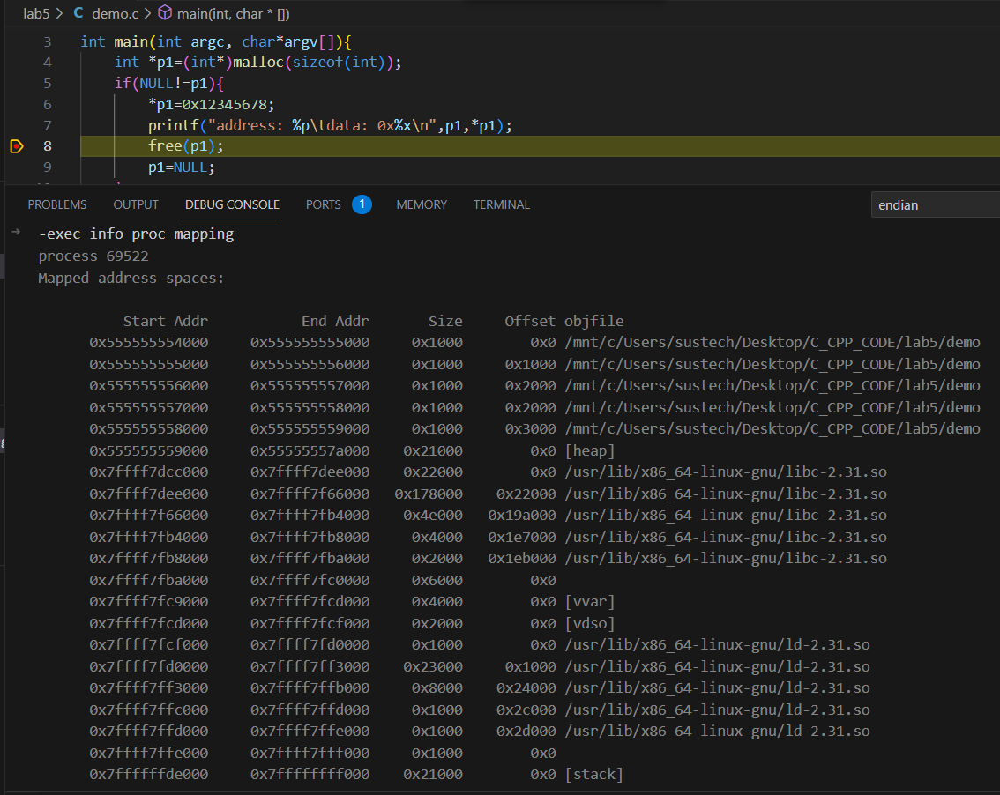 lab5 > C demo.c > main(int, char * [])
3 int main(int argc, char*argv[]){
4 int *p1=(int*)malloc(sizeof(int));
5 if(NULL!=p1){
6 *p1=0x12345678;
7 printf("address: %p\tdata: 0x%x\n",p1,*p1);
8 free(p1);
9 p1=NULL;
PROBLEMS OUTPUT DEBUG CONSOLE PORTS 1 MEMORY TERMINAL endian
-exec info proc mapping
process 69522
Mapped address spaces:
Start Addr End Addr Size Offset objfile
0x555555554000 0x555555555000 0x1000 0x0 /mnt/c/Users/sustech/Desktop/C_CPP_CODE/lab5/demo
0x555555555000 0x555555556000 0x1000 0x1000 /mnt/c/Users/sustech/Desktop/C_CPP_CODE/lab5/demo
0x555555556000 0x555555557000 0x1000 0x2000 /mnt/c/Users/sustech/Desktop/C_CPP_CODE/lab5/demo
0x555555557000 0x555555558000 0x1000 0x2000 /mnt/c/Users/sustech/Desktop/C_CPP_CODE/lab5/demo
0x555555558000 0x555555559000 0x1000 0x3000 /mnt/c/Users/sustech/Desktop/C_CPP_CODE/lab5/demo
0x555555559000 0x55555557a000 0x21000 0x0 [heap]
0x7ffff7dcc000 0x7ffff7dee000 0x22000 0x0 /usr/lib/x86_64-linux-gnu/libc-2.31.so
0x7ffff7dee000 0x7ffff7f66000 0x178000 0x22000 /usr/lib/x86_64-linux-gnu/libc-2.31.so
0x7ffff7f66000 0x7ffff7fb4000 0x4e000 0x19a000 /usr/lib/x86_64-linux-gnu/libc-2.31.so
0x7ffff7fb4000 0x7ffff7fb8000 0x4000 0x1e7000 /usr/lib/x86_64-linux-gnu/libc-2.31.so
0x7ffff7fb8000 0x7ffff7fba000 0x2000 0x1eb000 /usr/lib/x86_64-linux-gnu/libc-2.31.so
0x7ffff7fba000 0x7ffff7fc0000 0x6000 0x0
0x7ffff7fc9000 0x7ffff7fcd000 0x4000 0x0 [vvar]
0x7ffff7fcd000 0x7ffff7fcf000 0x2000 0x0 [vdso]
0x7ffff7fcf000 0x7ffff7fd0000 0x1000 0x0 /usr/lib/x86_64-linux-gnu/ld-2.31.so
0x7ffff7fd0000 0x7ffff7ff3000 0x23000 0x1000 /usr/lib/x86_64-linux-gnu/ld-2.31.so
0x7ffff7ff3000 0x7ffff7ffb000 0x8000 0x24000 /usr/lib/x86_64-linux-gnu/ld-2.31.so
0x7ffff7ffc000 0x7ffff7ffd000 0x1000 0x2c000 /usr/lib/x86_64-linux-gnu/ld-2.31.so
0x7ffff7ffd000 0x7ffff7ffe000 0x1000 0x2d000 /usr/lib/x86_64-linux-gnu/ld-2.31.so
0x7ffff7ffe000 0x7ffff7fff000 0x1000 0x0
0x7ffffffde000 0x7ffffffff000 0x21000 0x0 [stack]